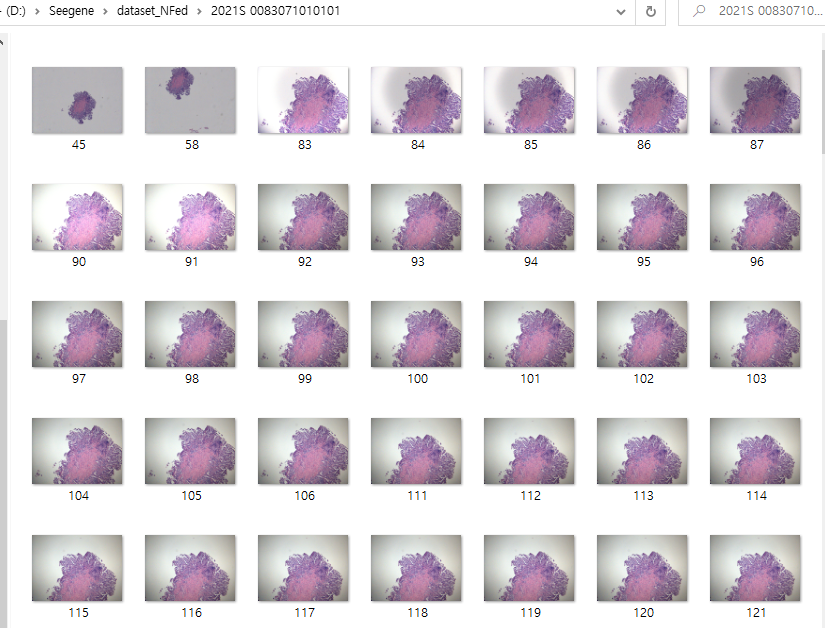 (D:) > Seegene > dataset_NFed > 2021S 0083071010101
2021S 00830710...
45 58 83 84 85 86 87
90 91 92 93 94 95 96
97 98 99 100 101 102 103
104 105 106 111 112 113 114
115 116 117 118 119 120 121